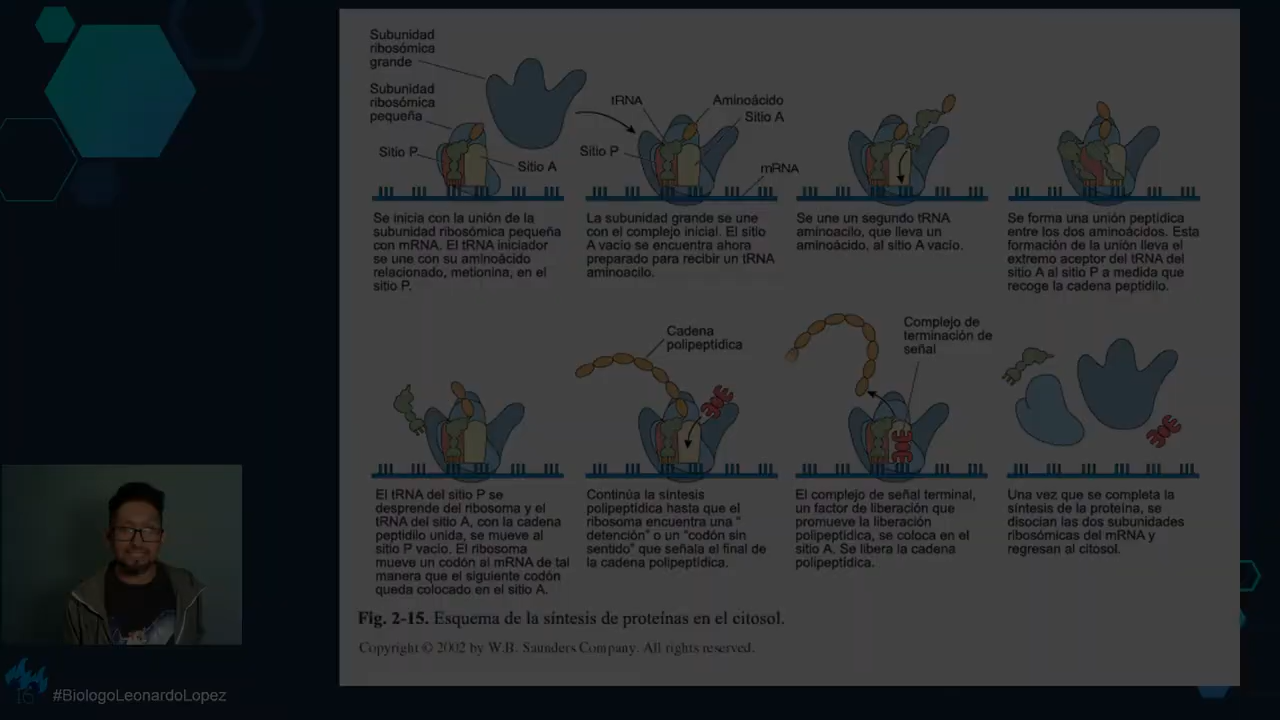 Subunidad
ribosómica
grande
Subunidad
ribosómica
pequeña
Sitio P
Sitio A
tRNA
Aminoácido
Sitio A
Sitio P
mRNA
Se inicia con la unión de la
subunidad ribosómica pequeña
con mRNA. El tRNA iniciador
se une con su aminoácido
relacionado, metionina, en el
sitio P.
La subunidad grande se une
con el complejo inicial. El sitio
A vacío se encuentra ahora
preparado para recibir un tRNA
aminoacilo.
Se une un segundo tRNA
aminoacilo, que lleva un
aminoácido, al sitio A vacío.
Se forma una unión peptídica
entre los dos aminoácidos. Esta
formación de la unión lleva el
extremo aceptor del tRNA del
sitio A al sitio P a medida que
recoge la cadena peptidilo.
Cadena
polipeptídica
Complejo de
terminación de
señal
El tRNA del sitio P se
desprende del ribosoma y el
tRNA del sitio A, con la cadena
peptidilo unida, se mueve al
sitio P vacío. El ribosoma
mueve un codón al mRNA de tal
manera que el siguiente codón
queda colocado en el sitio A.
Continúa la síntesis
polipeptídica hasta que el
ribosoma encuentra una "
detención" o un "codón sin
sentido" que señala el final de
la cadena polipeptídica.
El complejo de señal terminal,
un factor de liberación que
promueve la liberación
polipeptídica, se coloca en el
sitio A. Se libera la cadena
polipeptídica.
Una vez que se completa la
síntesis de la proteína, se
disocian las dos subunidades
ribosómicas del mRNA y
regresan al citosol.
Fig. 2-15. Esquema de la síntesis de proteínas en el citosol.
Copyright © 2002 by W.B. Saunders Company. All rights reserved.
16
#BiologoLeonardoLopez